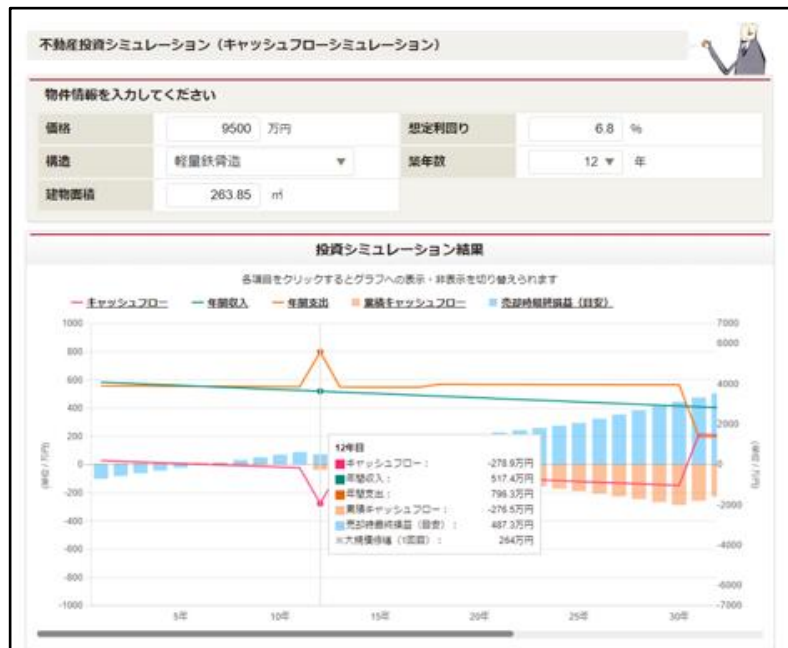 不動産投資シミュレーション（キャッシュフローシミュレーション）
物件情報を入力してください
価格 9500 万円 想定利回り 6.8 %
構造 軽量鉄骨造 ▼ 築年数 12 ▼ 年
建物面積 263.85 ㎡
投資シミュレーション結果
各項目をクリックするとグラフへの表示・非表示を切り替えられます
キャッシュフロー 年間収入 年間支出 累積キャッシュフロー 売却時最終損益（目安）
1000 7000
6000
800
600
4000
400
200 2000
0 0
-200
-2000
-400
-600 -4000
-800
-6000
-1000 -7000
(単位 / 万円) (単位 / 万円)
12年目
キャッシュフロー： -278.9万円
年間収入： 517.4万円
年間支出： 796.3万円
累積キャッシュフロー： -276.5万円
売却時最終損益（目安）： 487.3万円
※大規模修繕（1回目）： 264万円
5年 10年 15年 20年 25年 30年